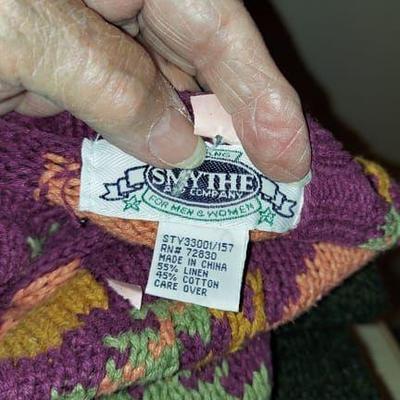 SMYTHE
COMPANY
FOR MEN & WOMEN
STY33001/157
RN# 72830
MADE IN CHINA
55% LINEN
45% COTTON
CARE OVER